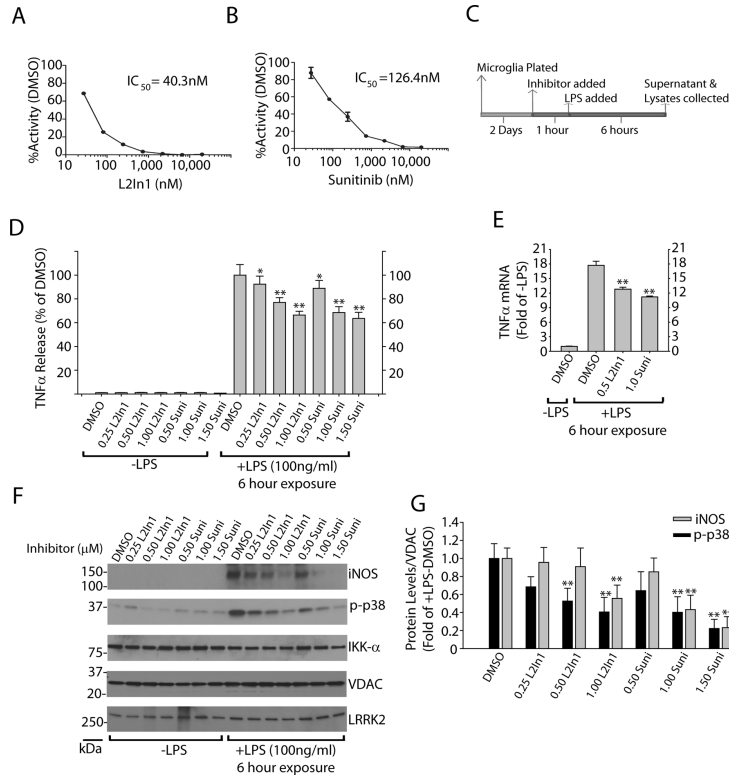 A
%Activity (DMSO)
100
80
60
40
20
0
IC50 = 40.3nM
10 100 1,000 10,000
L2In1 (nM)
B
%Activity (DMSO)
100
80
60
40
20
0
IC50 = 126.4nM
10 100 1,000 10,000
Sunitinib (nM)
C
Microglia Plated
Inhibitor added
LPS added
Supernatant &
Lysates collected
2 Days 1 hour 6 hours
D
TNFα Release (% of DMSO)
100
80
60
40
20
* ** ** * ** **
100
80
60
40
20
DMSO
0.25 L2In1
0.50 L2In1
1.00 L2In1
0.50 Suni
1.00 Suni
1.50 Suni
DMSO
0.25 L2In1
0.50 L2In1
1.00 L2In1
0.50 Suni
1.00 Suni
1.50 Suni
-LPS
+LPS (100ng/ml)
6 hour exposure
E
TNFα mRNA
(Fold of -LPS)
18
15
12
9
6
3
0
** **
18
15
12
9
6
3
0
DMSO
DMSO
0.5 L2In1
1.0 Suni
-LPS +LPS
6 hour exposure
F
Inhibitor (μM)
DMSO
0.25 L2In1
0.50 L2In1
1.00 L2In1
0.50 Suni
1.00 Suni
1.50 Suni
DMSO
0.25 L2In1
0.50 L2In1
1.00 L2In1
0.50 Suni
1.00 Suni
1.50 Suni
150
100
iNOS
37
p-p38
75
IKK-α
37
20
VDAC
250
LRRK2
kDa
-LPS
+LPS (100ng/ml)
6 hour exposure
G
iNOS
p-p38
Protein Levels/VDAC
(Fold of +LPS-DMSO)
1.4
1.2
1.0
0.8
0.6
0.4
0.2
0
** ** ** ** ** ** *
DMSO
0.25 L2In1
0.50 L2In1
1.00 L2In1
0.50 Suni
1.00 Suni
1.50 Suni